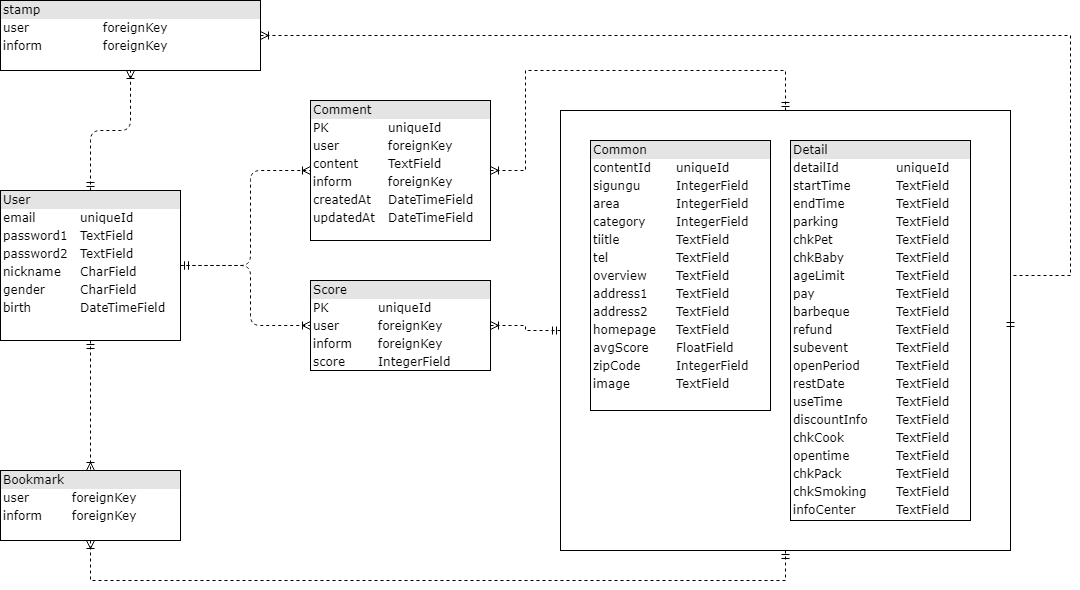 stamp
user foreignKey
inform foreignKey
Comment
PK uniqueId
user foreignKey
content TextField
inform foreignKey
createdAt DateTimeField
updatedAt DateTimeField
User
email uniqueId
password1 TextField
password2 TextField
nickname CharField
gender CharField
birth DateTimeField
Score
PK uniqueId
user foreignKey
inform foreignKey
score IntegerField
Bookmark
user foreignKey
inform foreignKey
Common
contentId uniqueId
sigungu IntegerField
area IntegerField
category IntegerField
tiitle TextField
tel TextField
overview TextField
address1 TextField
address2 TextField
homepage TextField
avgScore FloatField
zipCode IntegerField
image TextField
Detail
detailId uniqueId
startTime TextField
endTime TextField
parking TextField
chkPet TextField
chkBaby TextField
ageLimit TextField
pay TextField
barbeque TextField
refund TextField
subevent TextField
openPeriod TextField
restDate TextField
useTime TextField
discountInfo TextField
chkCook TextField
opentime TextField
chkPack TextField
chkSmoking TextField
infoCenter TextField